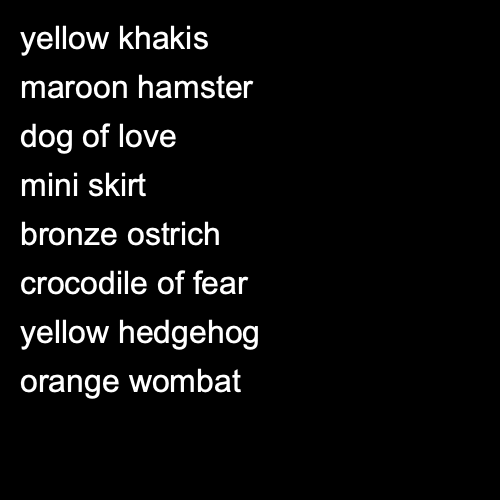 yellow khakis
maroon hamster
dog of love
mini skirt
bronze ostrich
crocodile of fear
yellow hedgehog
orange wombat